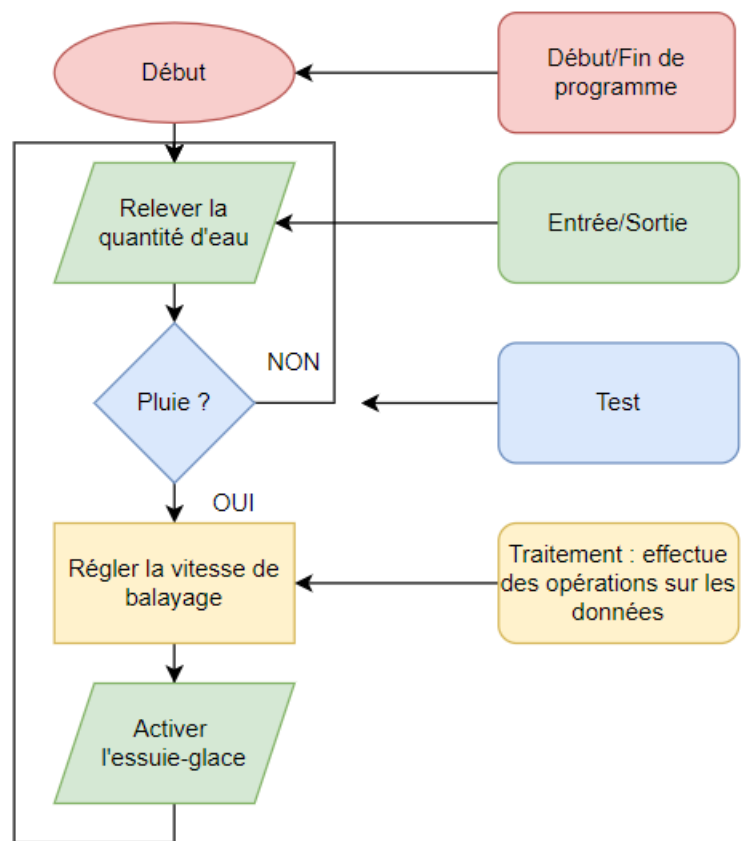 Début
Début/Fin de
programme
Relever la
quantité d'eau
Entrée/Sortie
NON
Pluie ?
Test
OUI
Régler la vitesse de
balayage
Traitement : effectue
des opérations sur les
données
Activer
l'essuie-glace